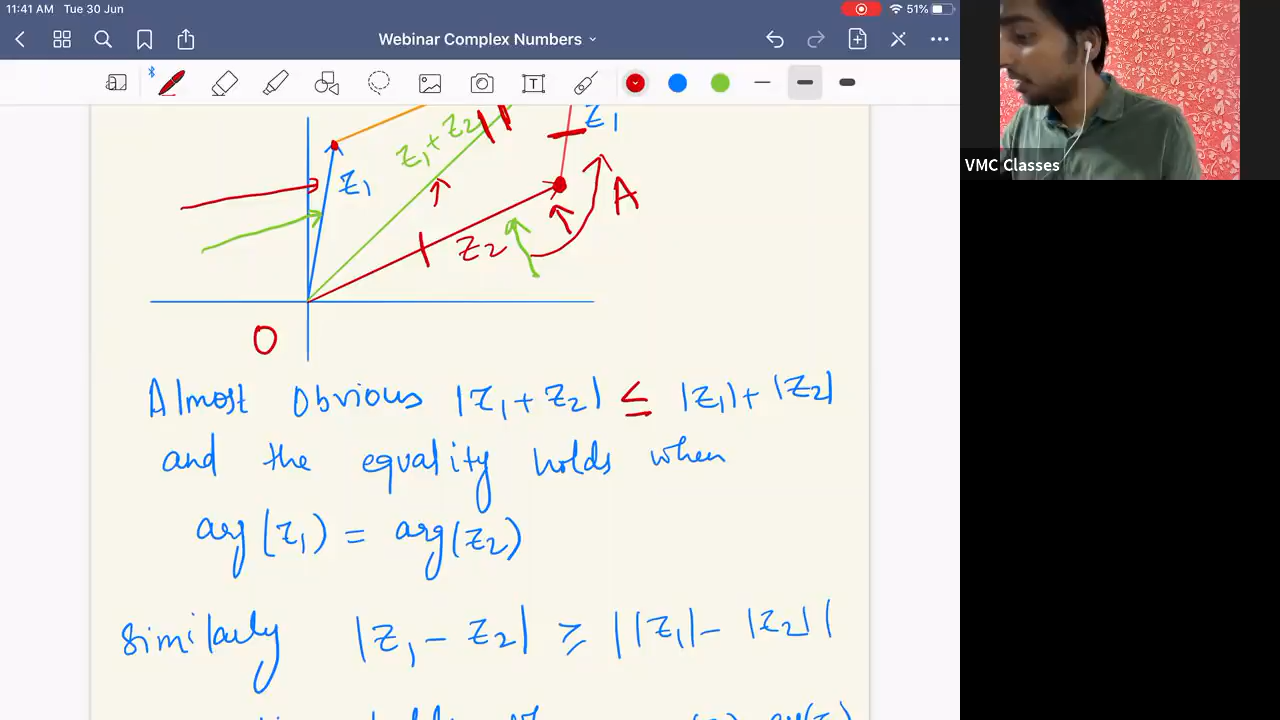 11:41 AM Tue 30 Jun
51%
Webinar Complex Numbers
T
VMC Classes
Z1
Z1 + Z2
Z1
A
Z2
O
Almost Obvious |Z1 + Z2| ≤ |Z1| + |Z2|
and the equality holds when
arg(Z1) = arg(Z2)
Similarly |Z1 - Z2| ≥ ||Z1| - |Z2||